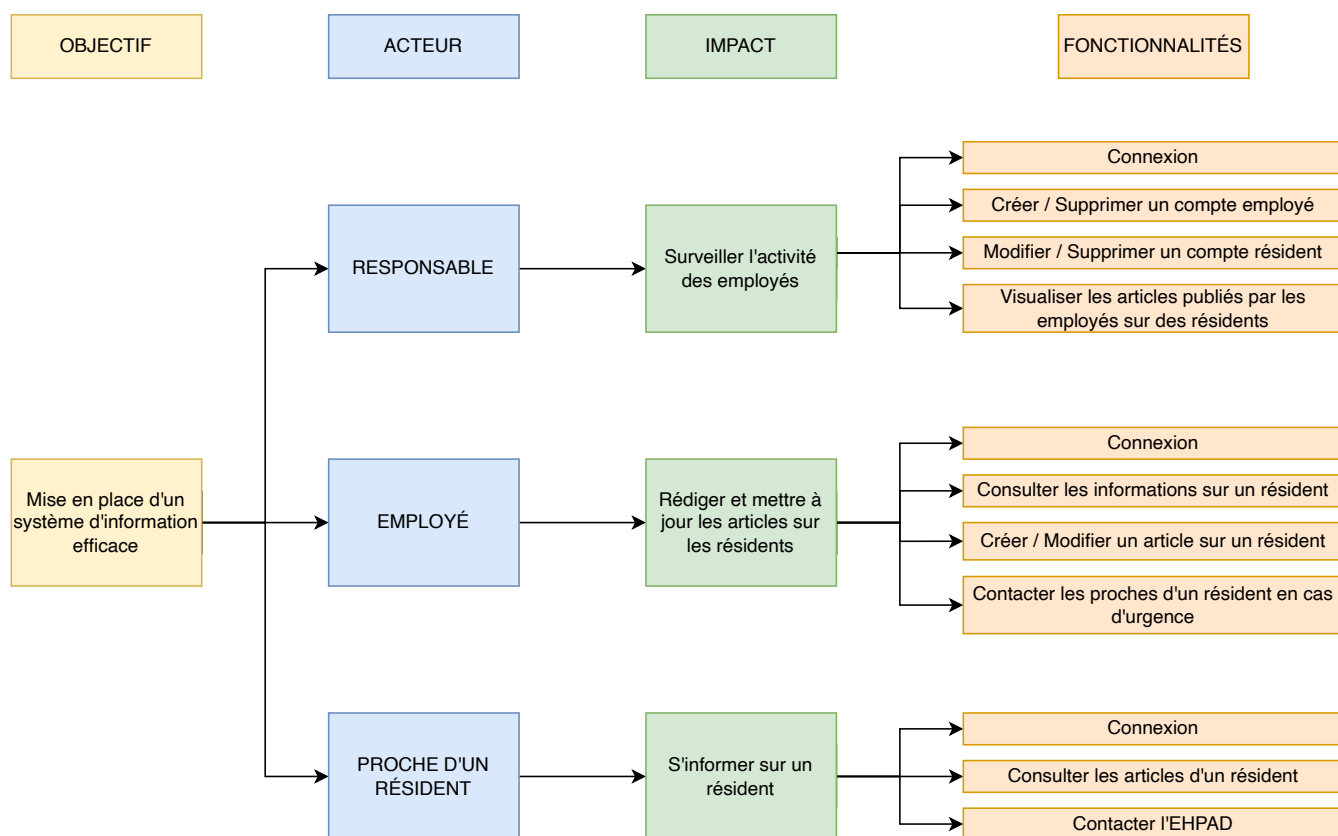 OBJECTIF
ACTEUR
IMPACT
FONCTIONNALITÉS
RESPONSABLE
Surveiller l'activité
des employés
Connexion
Créer / Supprimer un compte employé
Modifier / Supprimer un compte résident
Visualiser les articles publiés par les
employés sur des résidents
Mise en place d'un
système d'information
efficace
EMPLOYÉ
Rédiger et mettre à
jour les articles sur
les résidents
Connexion
Consulter les informations sur un résident
Créer / Modifier un article sur un résident
Contacter les proches d'un résident en cas
d'urgence
PROCHE D'UN
RÉSIDENT
S'informer sur un
résident
Connexion
Consulter les articles d'un résident
Contacter l'EHPAD